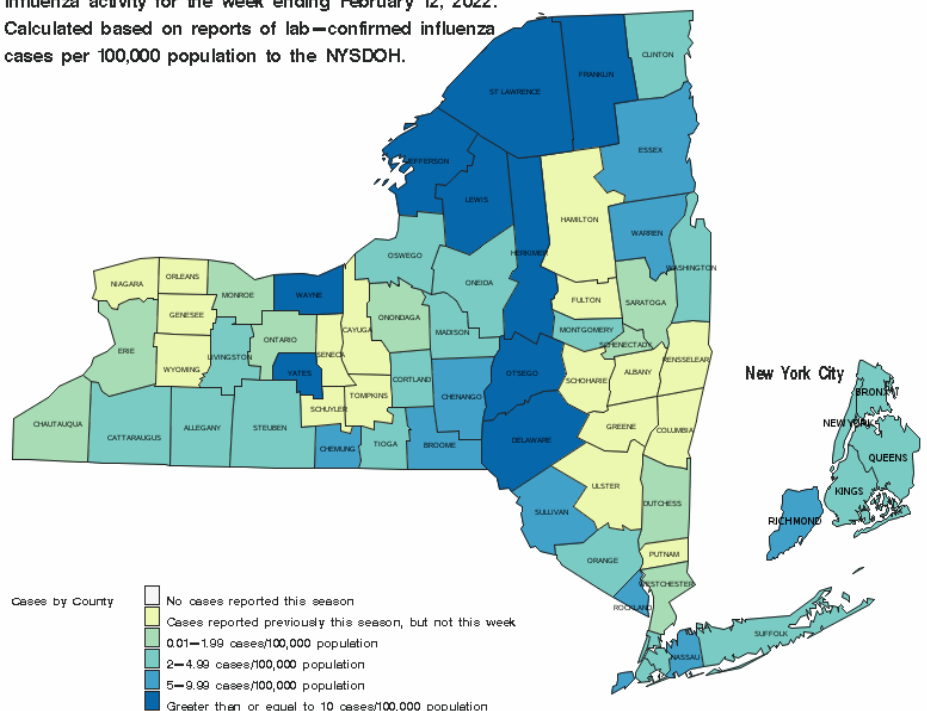 Influenza activity for the week ending February 12, 2022.
Calculated based on reports of lab-confirmed influenza
cases per 100,000 population to the NYSDOH.
CLINTON
FRANKLIN
ST LAWRENCE
ESSEX
JEFFERSON
LEWIS
HAMILTON
WARREN
HERKIMER
OSWEGO
WASHINGTON
ONEIDA
NIAGARA
ORLEANS
MONROE
WAYNE
FULTON
SARATOGA
GENESEE
ONONDAGA
CAYUGA
MADISON
MONTGOMERY
ONTARIO
SCHENECTADY
ERIE
LIVINGSTON
SENECA
RENSSELAER
WYOMING
YATES
OTSEGO
ALBANY
SCHOHARIE
CORTLAND
New York City
TOMPKINS
CHENANGO
SCHUYLER
BRONX
CHAUTAUQUA
CATTARAUGUS
ALLEGANY
STEUBEN
GREENE
COLUMBIA
NEW YORK
CHEMUNG
TIOGA
BROOME
DELAWARE
QUEENS
ULSTER
KINGS
DUTCHESS
SULLIVAN
RICHMOND
PUTNAM
ORANGE
WESTCHESTER
ROCKLAND
SUFFOLK
NASSAU
Cases by County
No cases reported this season
Cases reported previously this season, but not this week
0.01-1.99 cases/100,000 population
2-4.99 cases/100,000 population
5-9.99 cases/100,000 population
Greater than or equal to 10 cases/100,000 population